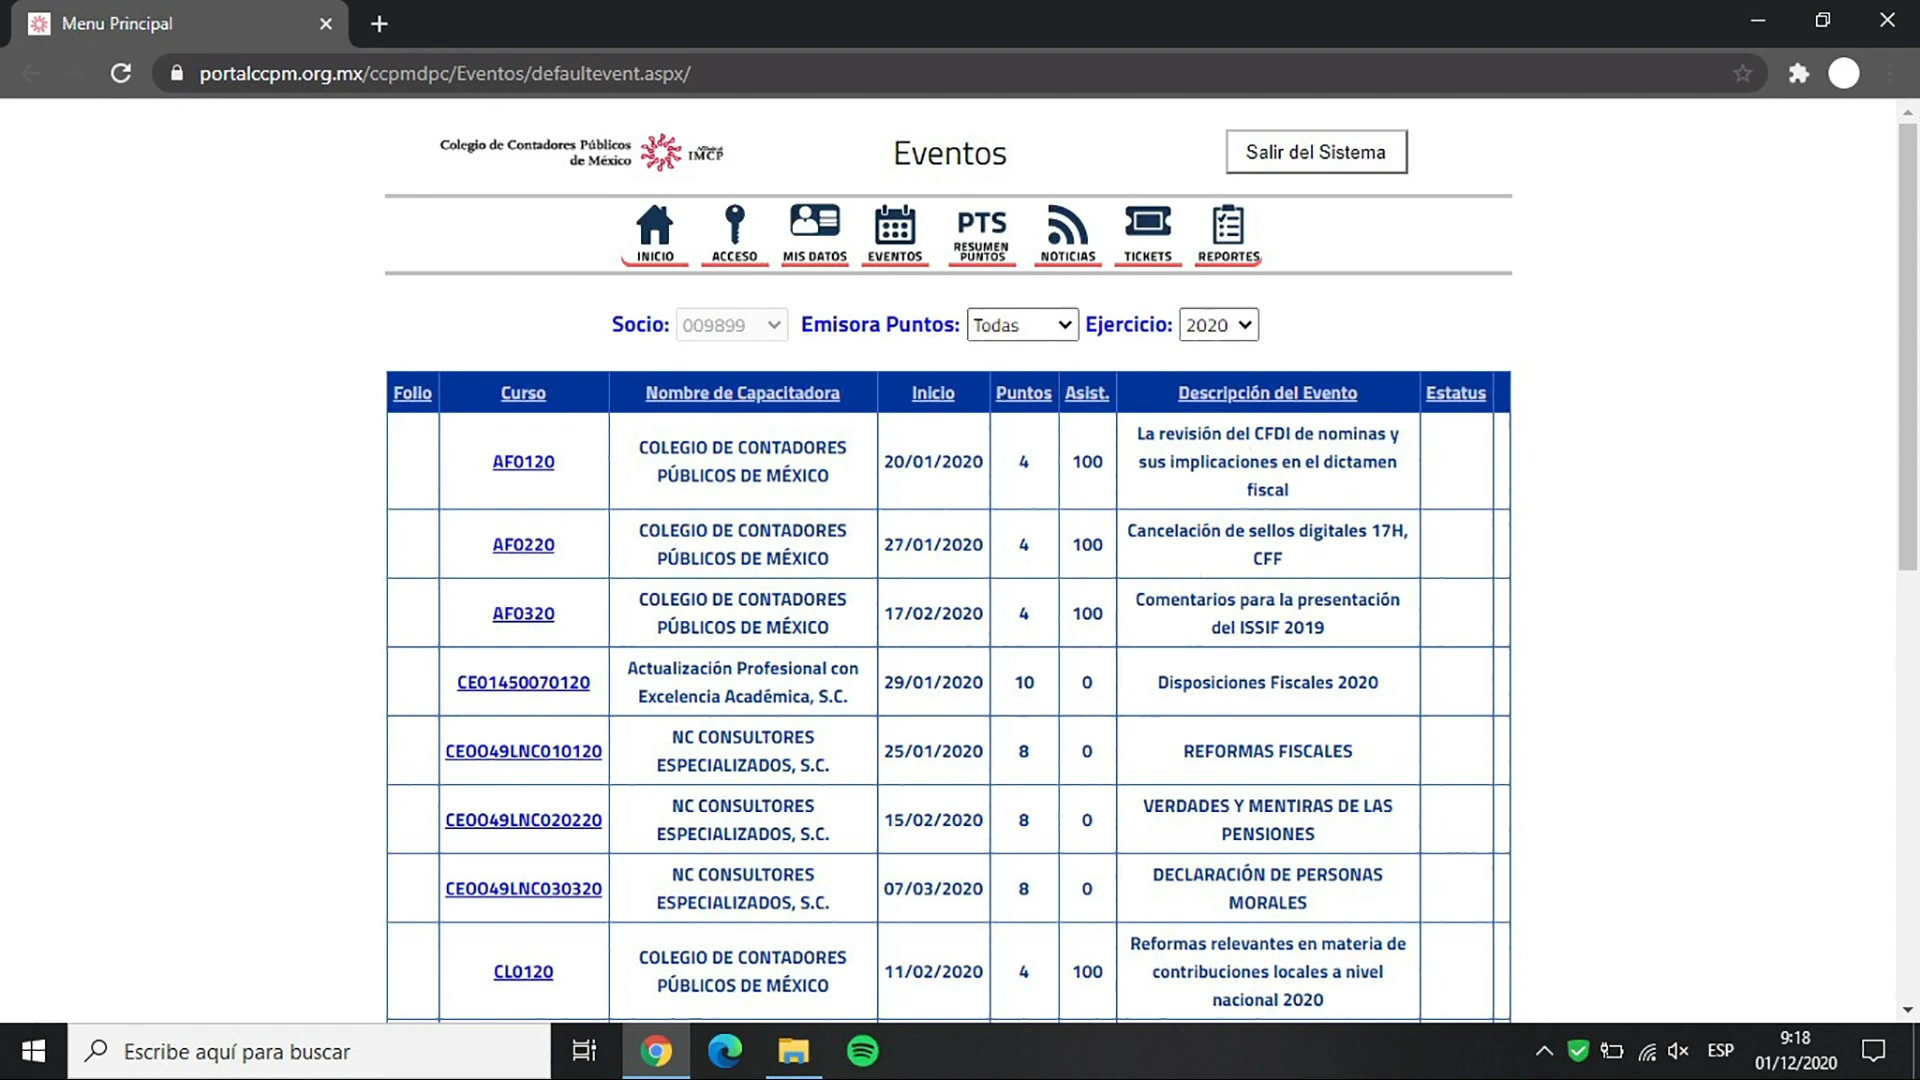 Menu Principal
portalccpm.org.mx/ccpmdpc/Eventos/defaultevent.aspx/
Colegio de Contadores Públicos
de México
IMCP
Eventos
Salir del Sistema
INICIO
ACCESO
MIS DATOS
EVENTOS
PTS
RESUMEN
PUNTOS
NOTICIAS
TICKETS
REPORTES
Socio: 009899 Emisora Puntos: Todas Ejercicio: 2020
Folio Curso Nombre de Capacitadora Inicio Puntos Asist. Descripción del Evento Estatus
AF0120
COLEGIO DE CONTADORES
PÚBLICOS DE MÉXICO
20/01/2020 4 100
La revisión del CFDI de nominas y
sus implicaciones en el dictamen
fiscal
AF0220
COLEGIO DE CONTADORES
PÚBLICOS DE MÉXICO
27/01/2020 4 100
Cancelación de sellos digitales 17H,
CFF
AF0320
COLEGIO DE CONTADORES
PÚBLICOS DE MÉXICO
17/02/2020 4 100
Comentarios para la presentación
del ISSIF 2019
CE01450070120
Actualización Profesional con
Excelencia Académica, S.C.
29/01/2020 10 0
Disposiciones Fiscales 2020
CEOO49LNC010120
NC CONSULTORES
ESPECIALIZADOS, S.C.
25/01/2020 8 0
REFORMAS FISCALES
CEOO49LNC020220
NC CONSULTORES
ESPECIALIZADOS, S.C.
15/02/2020 8 0
VERDADES Y MENTIRAS DE LAS
PENSIONES
CEOO49LNC030320
NC CONSULTORES
ESPECIALIZADOS, S.C.
07/03/2020 8 0
DECLARACIÓN DE PERSONAS
MORALES
CL0120
COLEGIO DE CONTADORES
PÚBLICOS DE MÉXICO
11/02/2020 4 100
Reformas relevantes en materia de
contribuciones locales a nivel
nacional 2020
Escribe aquí para buscar
ESP
9:18
01/12/2020